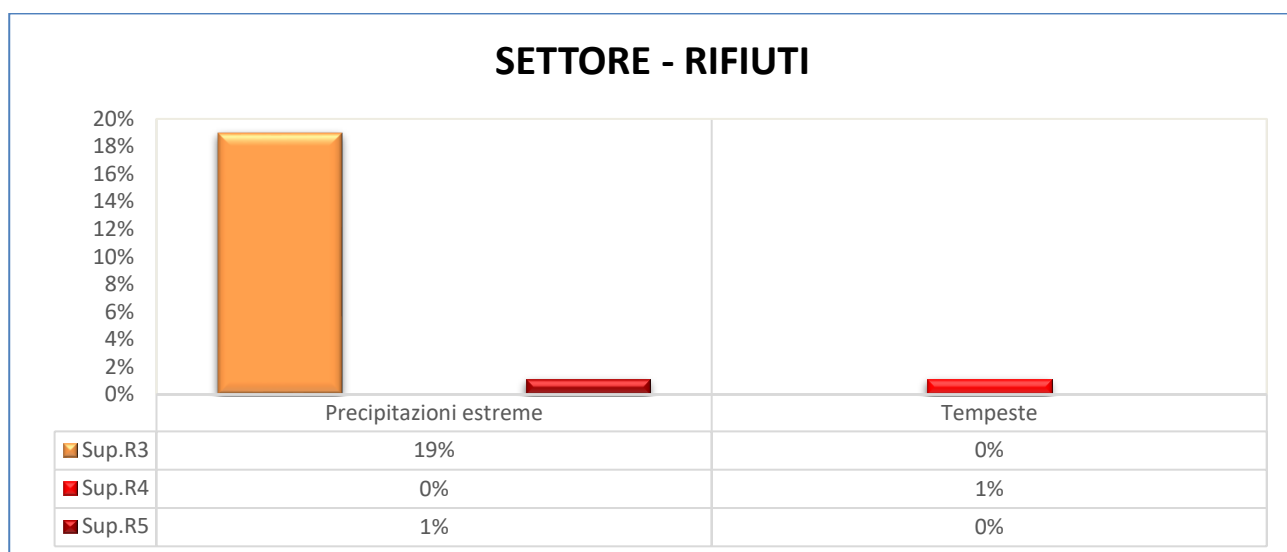 SETTORE - RIFIUTI
20%
18%
16%
14%
12%
10%
8%
6%
4%
2%
0%
Precipitazioni estreme Tempeste
Sup.R3 19% 0%
Sup.R4 0% 1%
Sup.R5 1% 0%